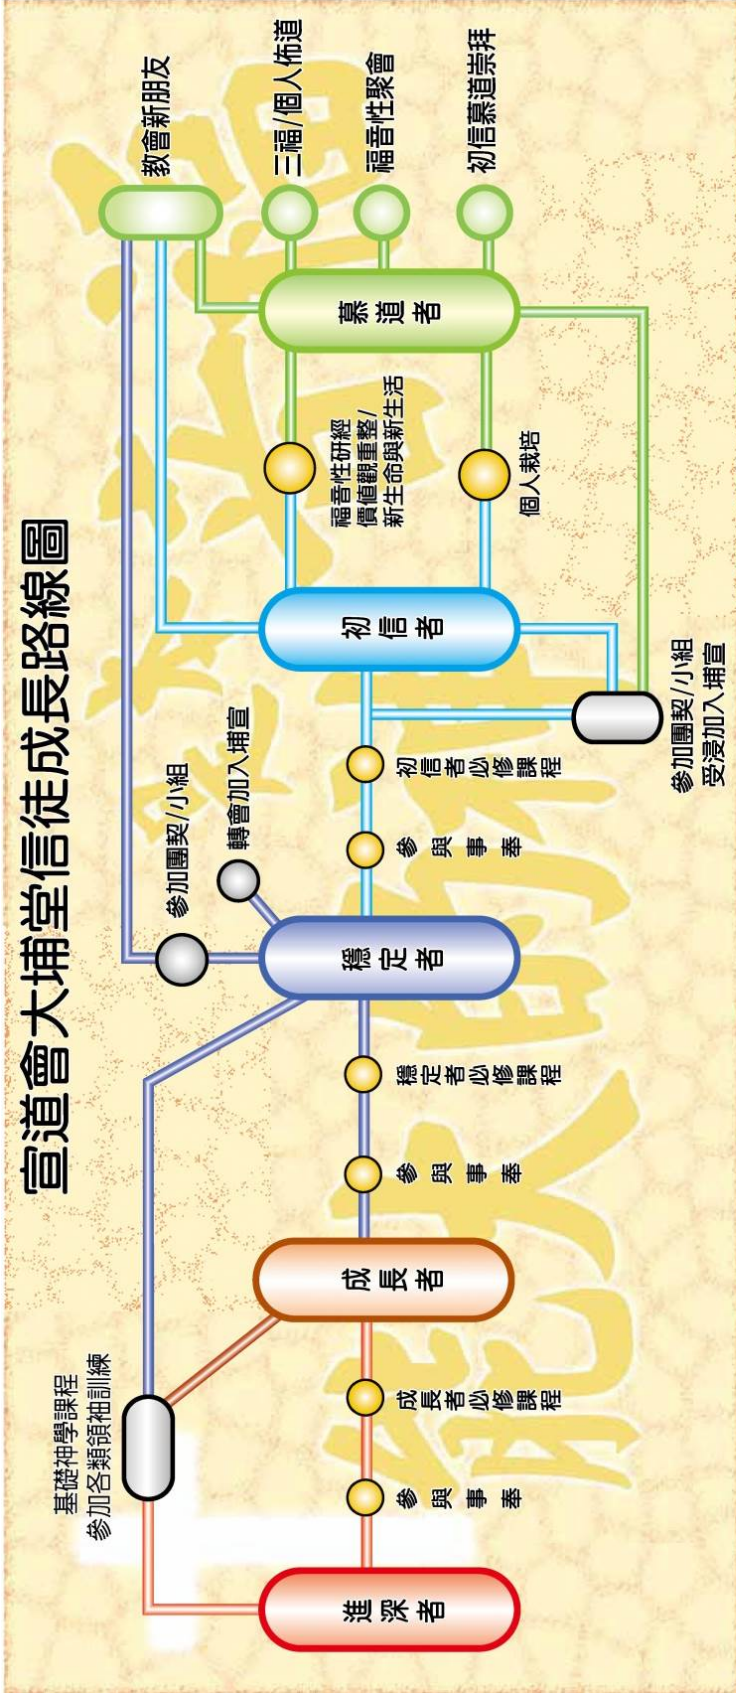 宣道會大埔堂信徒成長路線圖
教會新朋友
三福/個人佈道
福音性聚會
初信慕道崇拜
慕道者
福音性研經
價值觀重整/
新生命與新生活
個人栽培
初信者
參加團契/小組
受浸加入埔宣
初信者必修課程
參與事奉
參加團契/小組
轉會加入埔宣
穩定者
穩定者必修課程
參與事奉
成長者
基礎神學課程
參加各類領袖訓練
成長者必修課程
參與事奉
進深者
神的大能